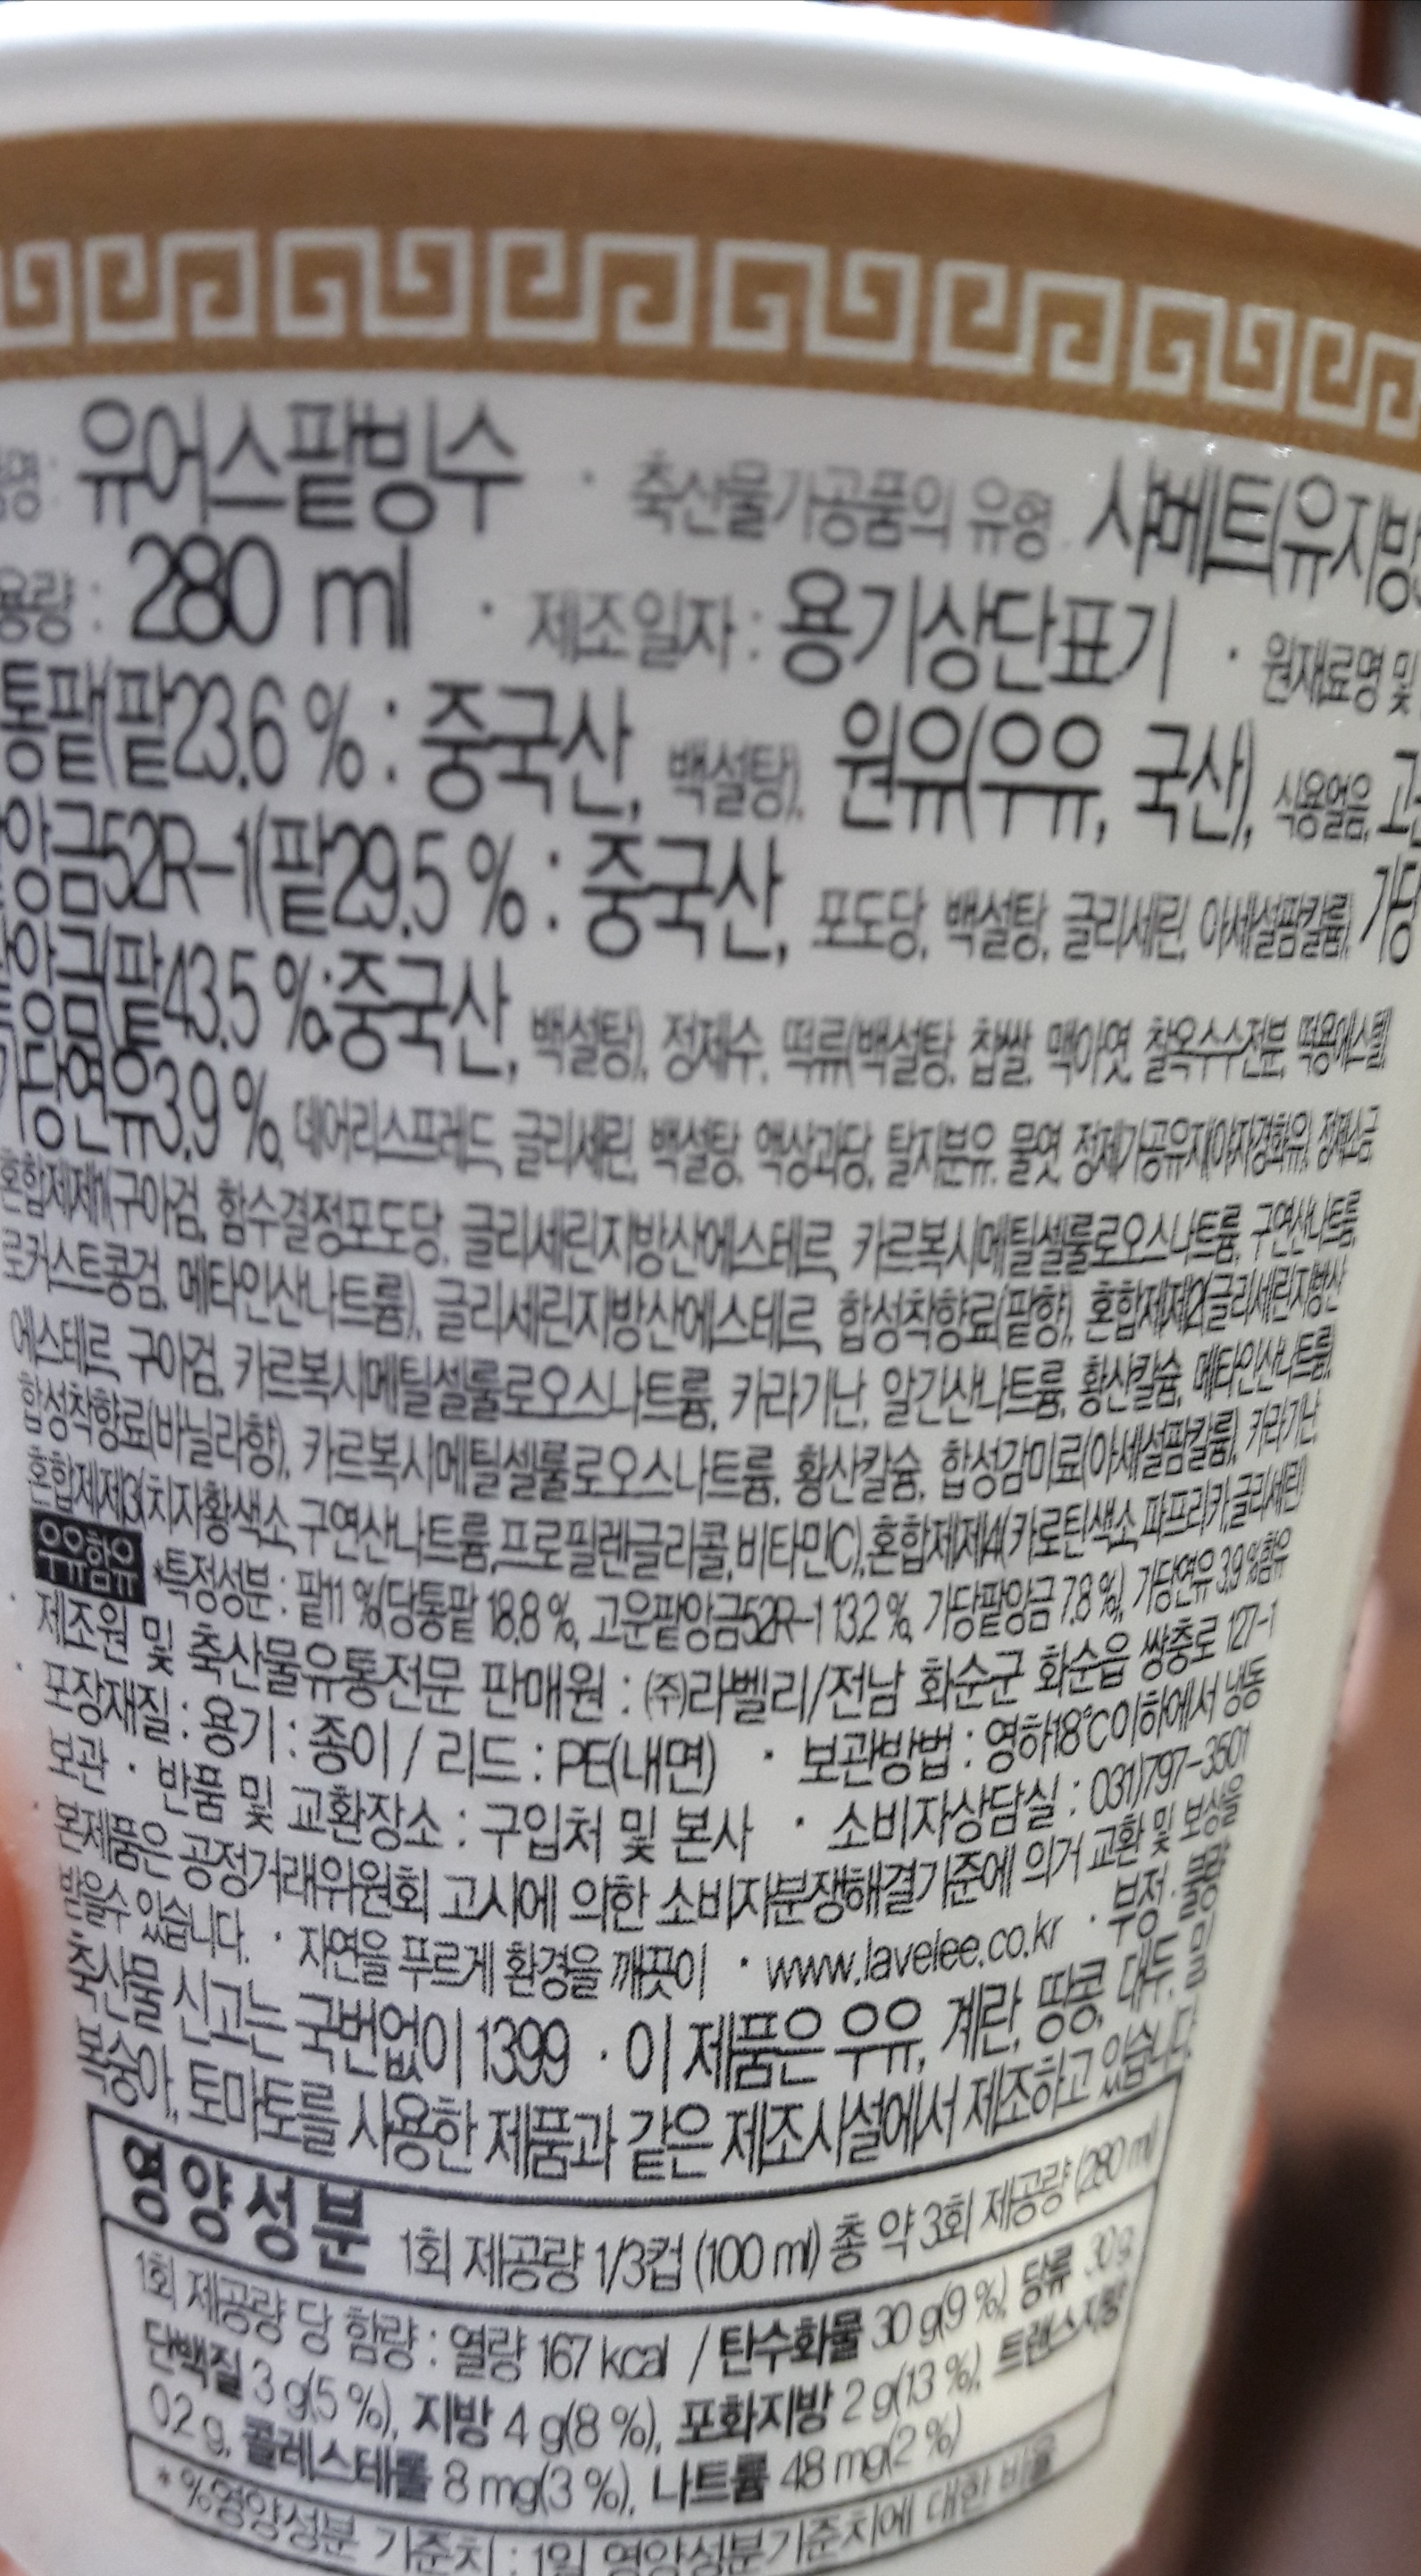 명: 유어스팥빙수 · 축산물가공품의 유형 : 샤베트(유지방
용량 : 280 ml · 제조일자 : 용기상단표기 · 원재료명 및
통팥(팥23.6 % : 중국산, 백설탕), 원유(우유, 국산), 식용얼음,
앙금52R-1(팥29.5 % : 중국산, 포도당, 백설탕, 글리세린, 아세설팜칼륨), 가당
앙금(팥43.5 %:중국산, 백설탕), 정제수, 떡류(백설탕, 찹쌀, 맥아엿, 찰옥수수전분,
가당연유3.9 %, 데어리스프레드, 글리세린, 백설탕, 액상과당, 탈지분유, 물엿, 정제가공유지(야자경화유), 정제소금
혼합제제1(구아검, 함수결정포도당, 글리세린지방산에스테르, 카르복시메틸셀룰로오스나트륨, 구연산나트륨,
로커스트콩검, 메타인산나트륨), 글리세린지방산에스테르, 합성착향료(팥향), 혼합제제2(글리세린지방산
에스테르, 구아검, 카르복시메틸셀룰로오스나트륨, 카라기난, 알긴산나트륨, 황산칼슘, 메타인산나트륨),
합성착향료(바닐라향), 카르복시메틸셀룰로오스나트륨, 황산칼슘, 합성감미료(아세설팜칼륨), 카라기난
혼합제제3(치자황색소,구연산나트륨,프로필렌글리콜,비타민C),혼합제제4(카로틴색소,파프리카,글리세린)
우유함유 *특정성분 : 팥11 %(당통팥 18.8 %, 고운팥앙금52R-1 13.2 %, 가당팥앙금 7.8 %), 가당연유 3.9 %함유
· 제조원 및 축산물유통전문 판매원 : ㈜라벨리/전남 화순군 화순읍 쌍충로 127-1
· 포장재질 : 용기 : 종이 / 리드 : PE(내면) · 보관방법 : 영하18℃이하에서 냉동
보관 · 반품 및 교환장소 : 구입처 및 본사 · 소비자상담실 : 031)797-3501
· 본제품은 공정거래위원회 고시에 의한 소비자분쟁해결기준에 의거 교환 및 보상을
받을수 있습니다. · 자연을 푸르게 환경을 깨끗이 · www.lavelee.co.kr · 부정·불량
축산물 신고는 국번없이 1399 · 이 제품은 우유, 계란, 땅콩, 대두, 밀,
복숭아, 토마토를 사용한 제품과 같은 제조시설에서 제조하고 있습니다.
영양성분 1회 제공량 1/3컵 (100 ml) 총 약 3회 제공량 (280 ml)
1회 제공량 당 함량 : 열량 167 kcal / 탄수화물 30 g(9 %), 당류 30 g
단백질 3 g(5 %), 지방 4 g(8 %), 포화지방 2 g(13 %), 트랜스지방
0.2 g, 콜레스테롤 8 mg(3 %), 나트륨 48 mg(2 %)
* %영양성분 기준치 : 1일 영양성분기준치에 대한 비율